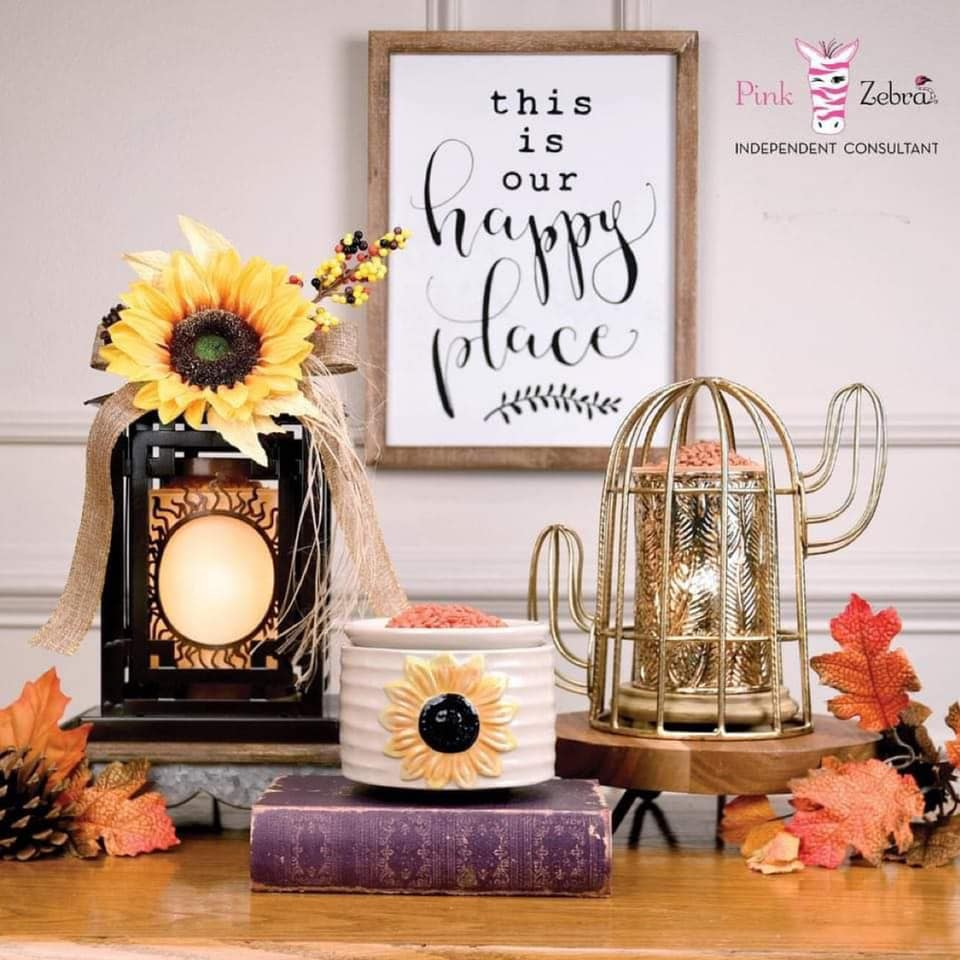 this
is
our
happy
place
Pink Zebra
INDEPENDENT CONSULTANT